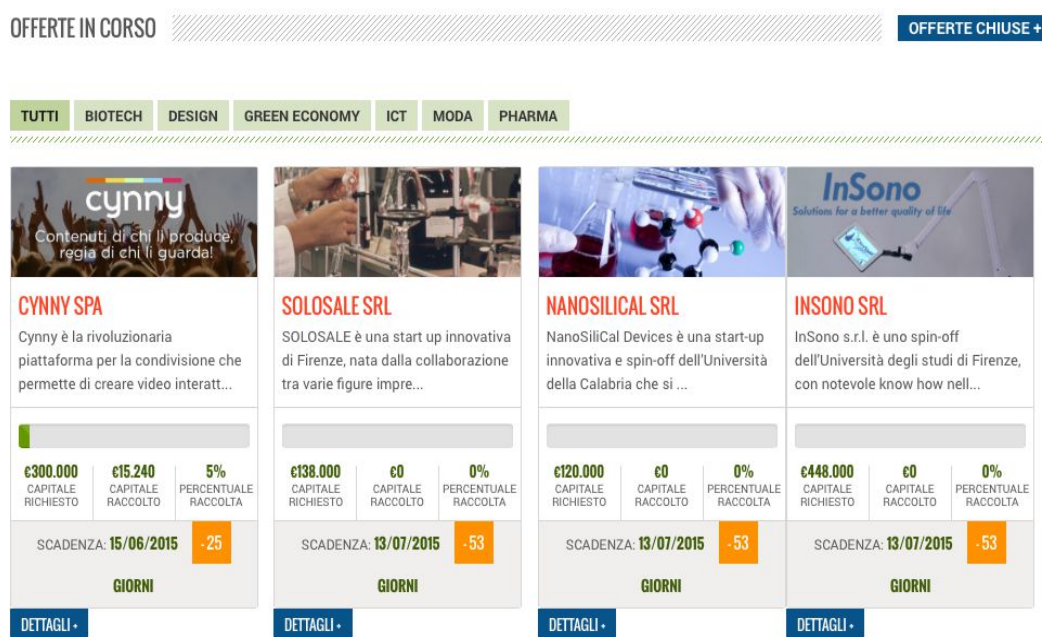 OFFERTE IN CORSO
OFFERTE CHIUSE +
TUTTI BIOTECH DESIGN GREEN ECONOMY ICT MODA PHARMA
cynny
Contenuti di chi li produce,
regia di chi li guarda!
CYNNY SPA
Cynny è la rivoluzionaria
piattaforma per la condivisione che
permette di creare video interatt...
€300.000 €15.240 5%
CAPITALE CAPITALE PERCENTUALE
RICHIESTO RACCOLTO RACCOLTA
SCADENZA: 15/06/2015 - 25
GIORNI
DETTAGLI +
SOLOSALE SRL
SOLOSALE è una start up innovativa
di Firenze, nata dalla collaborazione
tra varie figure impre...
€138.000 €0 0%
CAPITALE CAPITALE PERCENTUALE
RICHIESTO RACCOLTO RACCOLTA
SCADENZA: 13/07/2015 - 53
GIORNI
DETTAGLI +
NANOSILICAL SRL
NanoSiliCal Devices è una start-up
innovativa e spin-off dell'Università
della Calabria che si ...
€120.000 €0 0%
CAPITALE CAPITALE PERCENTUALE
RICHIESTO RACCOLTO RACCOLTA
SCADENZA: 13/07/2015 - 53
GIORNI
DETTAGLI +
InSono
Solutions for a better quality of life
INSONO SRL
InSono s.r.l. è uno spin-off
dell'Università degli studi di Firenze,
con notevole know how nell...
€448.000 €0 0%
CAPITALE CAPITALE PERCENTUALE
RICHIESTO RACCOLTO RACCOLTA
SCADENZA: 13/07/2015 - 53
GIORNI
DETTAGLI +